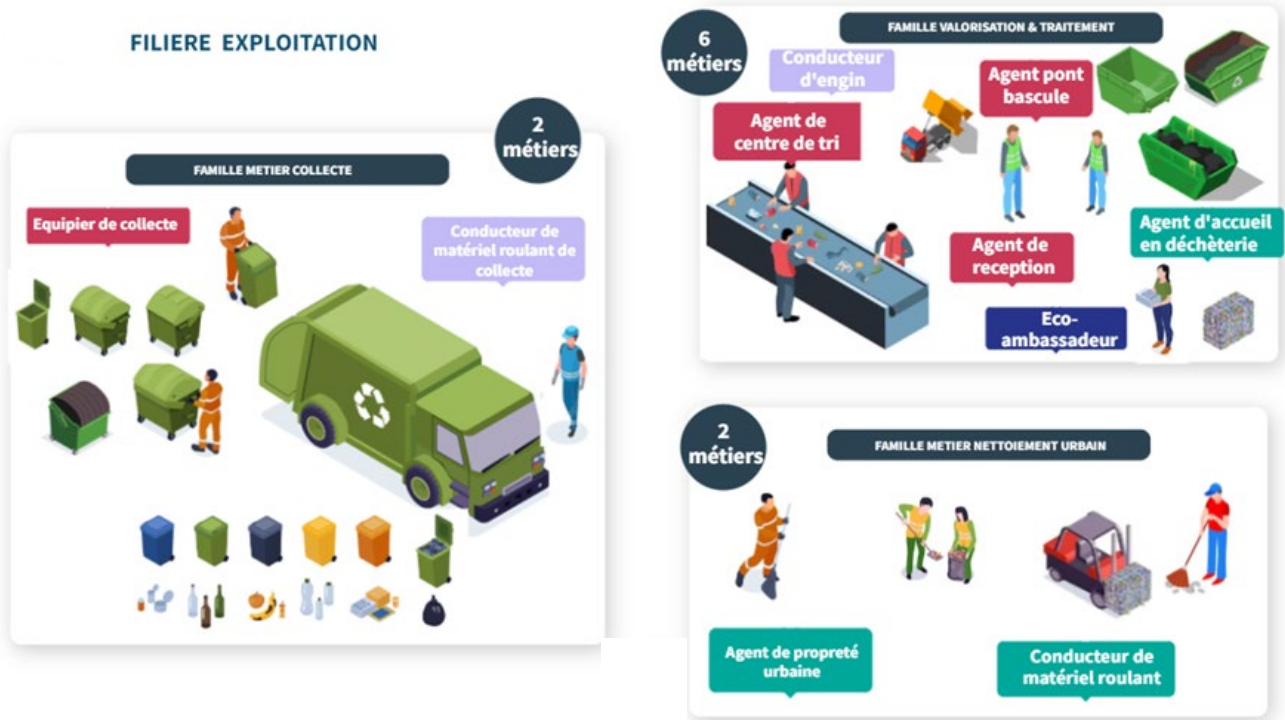 FILIERE EXPLOITATION
2
métiers
FAMILLE METIER COLLECTE
Equipier de collecte
Conducteur de
matériel roulant de
collecte
6
métiers
FAMILLE VALORISATION & TRAITEMENT
Conducteur
d'engin
Agent pont
bascule
Agent de
centre de tri
Agent d'accueil
en déchèterie
Agent de
reception
Eco-
ambassadeur
2
métiers
FAMILLE METIER NETTOIEMENT URBAIN
Agent de propreté
urbaine
Conducteur de
matériel roulant